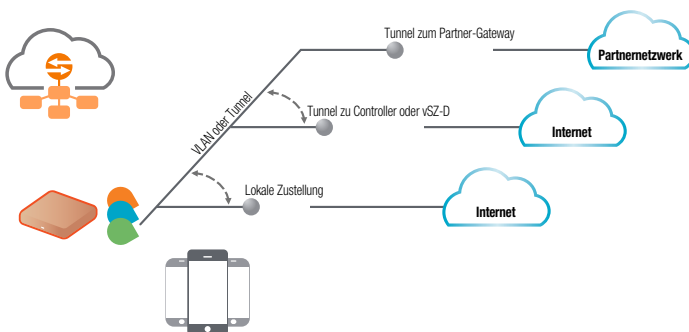 Tunnel zum Partner-Gateway
Partnernetzwerk
VLAN oder Tunnel
Tunnel zu Controller oder vSZ-D
Internet
Lokale Zustellung
Internet